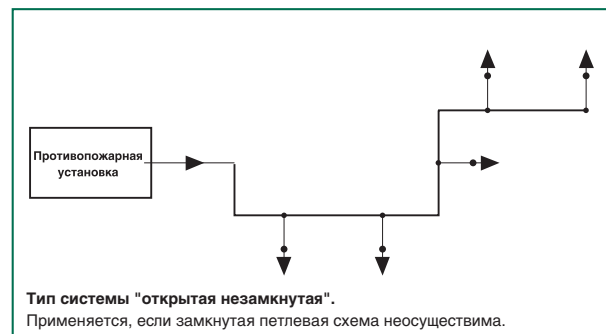 Противопожарная
установка
Тип системы "открытая незамкнутая".
Применяется, если замкнутая петлевая схема неосуществима.